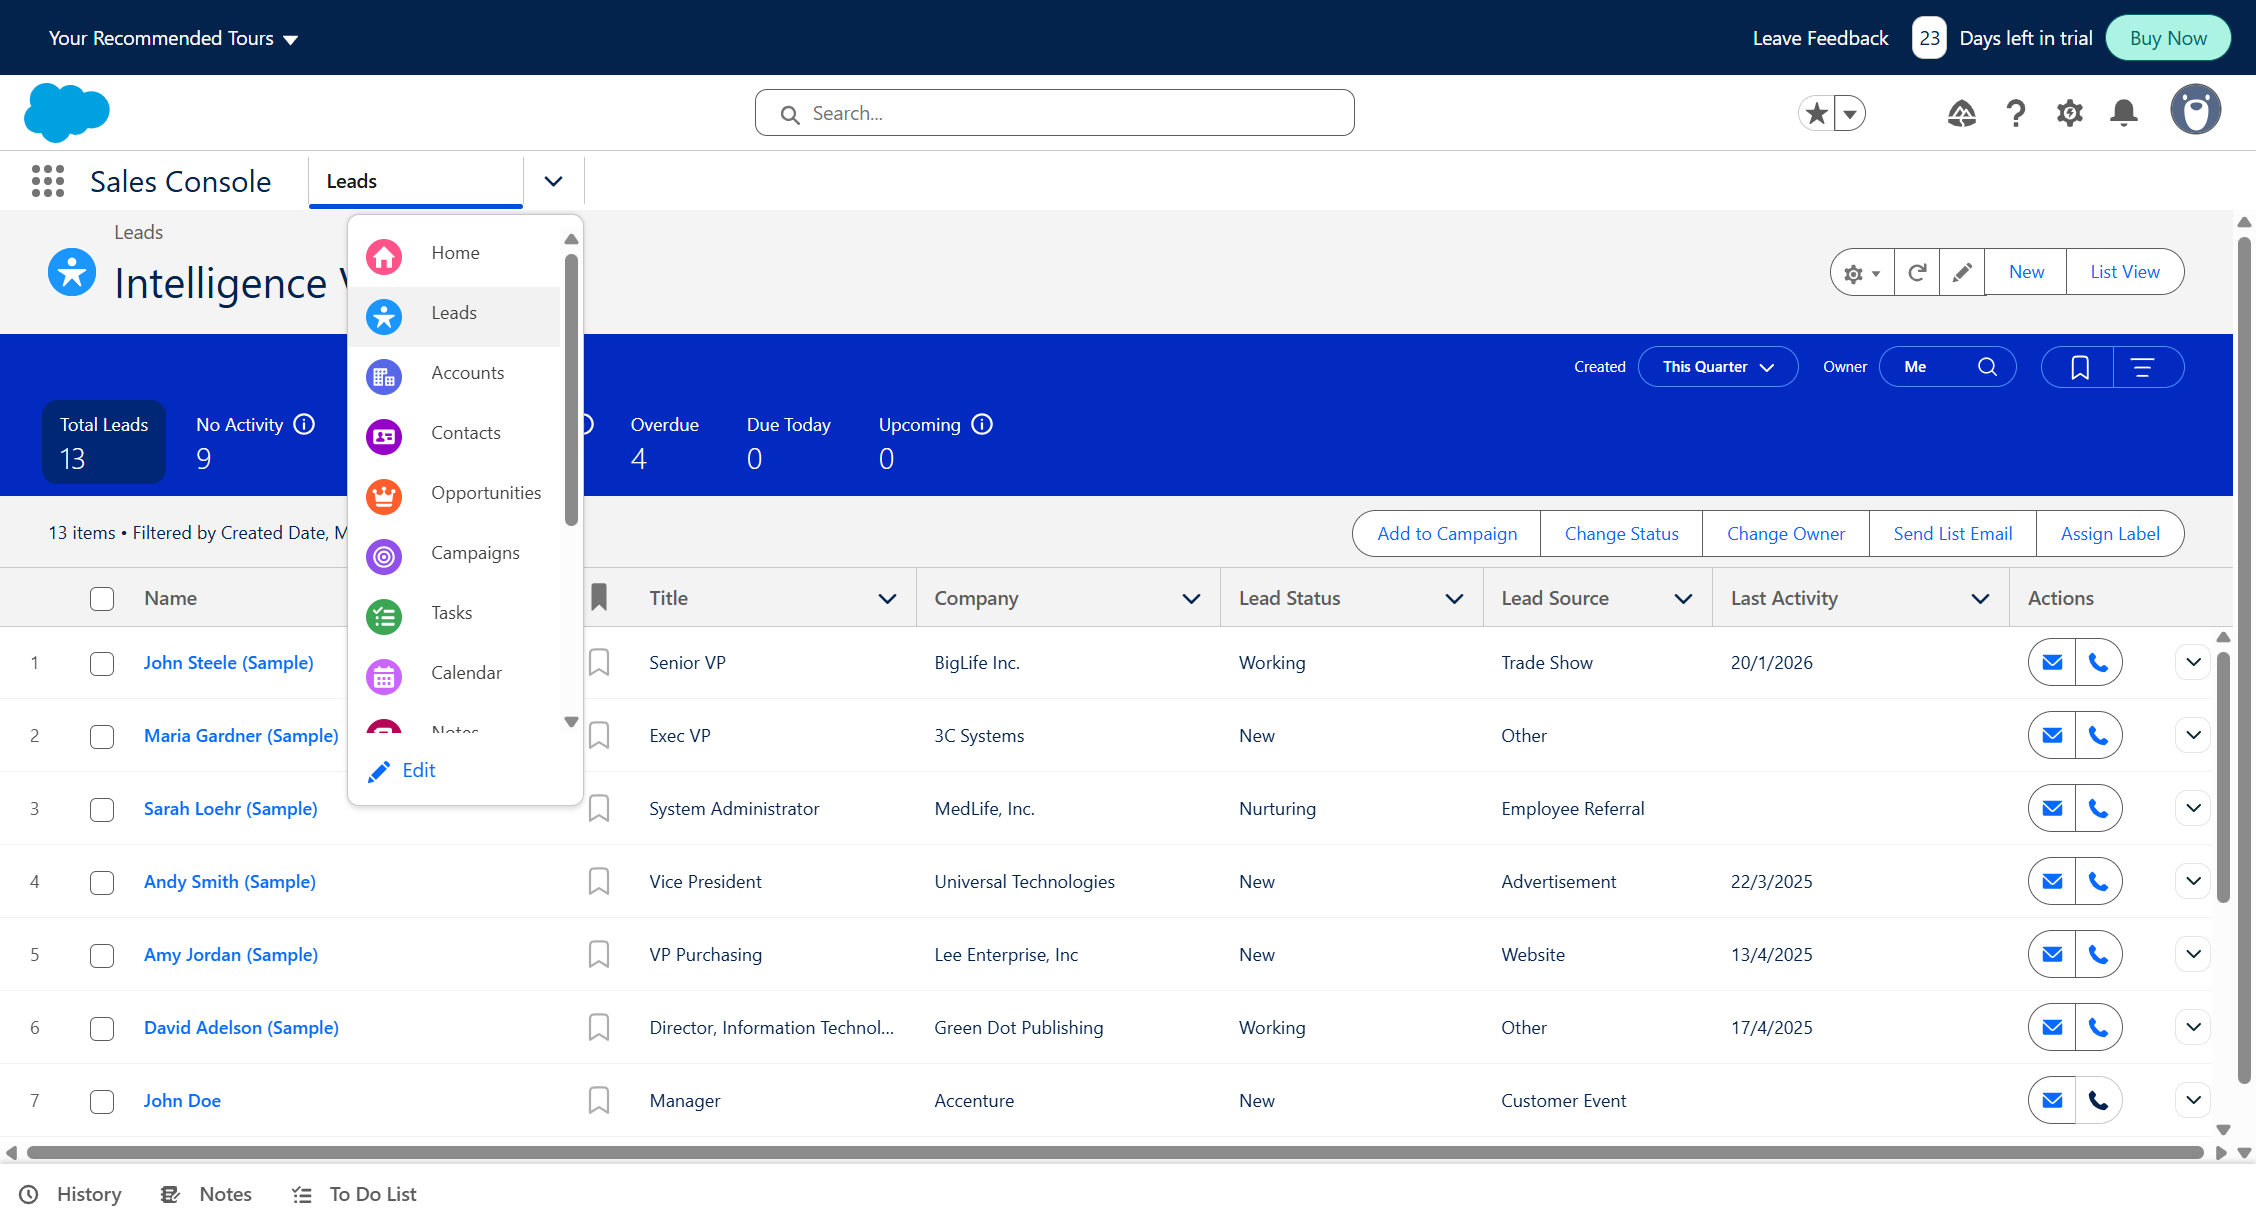 Your Recommended Tours
Leave Feedback 23 Days left in trial Buy Now
Search...
Sales Console Leads
Leads
Intelligence
New List View
Home
Leads
Accounts
Contacts
Opportunities
Campaigns
Tasks
Calendar
Notes
Edit
Created This Quarter Owner Me
Total Leads No Activity Overdue Due Today Upcoming
13 9 4 0 0
13 items • Filtered by Created Date,
Add to Campaign Change Status Change Owner Send List Email Assign Label
Name Title Company Lead Status Lead Source Last Activity Actions
1 John Steele (Sample) Senior VP BigLife Inc. Working Trade Show 20/1/2026
2 Maria Gardner (Sample) Exec VP 3C Systems New Other
3 Sarah Loehr (Sample) System Administrator MedLife, Inc. Nurturing Employee Referral
4 Andy Smith (Sample) Vice President Universal Technologies New Advertisement 22/3/2025
5 Amy Jordan (Sample) VP Purchasing Lee Enterprise, Inc New Website 13/4/2025
6 David Adelson (Sample) Director, Information Technol... Green Dot Publishing Working Other 17/4/2025
7 John Doe Manager Accenture New Customer Event
History Notes To Do List